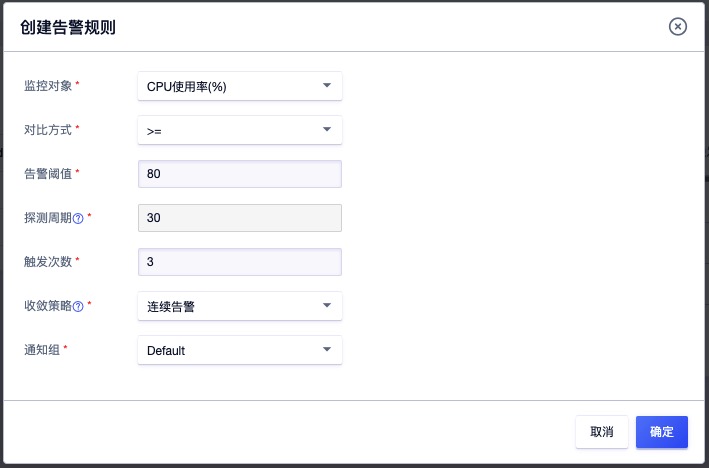 创建告警规则
监控对象 * CPU使用率(%)
对比方式 * >=
告警阈值 * 80
探测周期 ? * 30
触发次数 * 3
收敛策略 ? * 连续告警
通知组 * Default
取消 确定